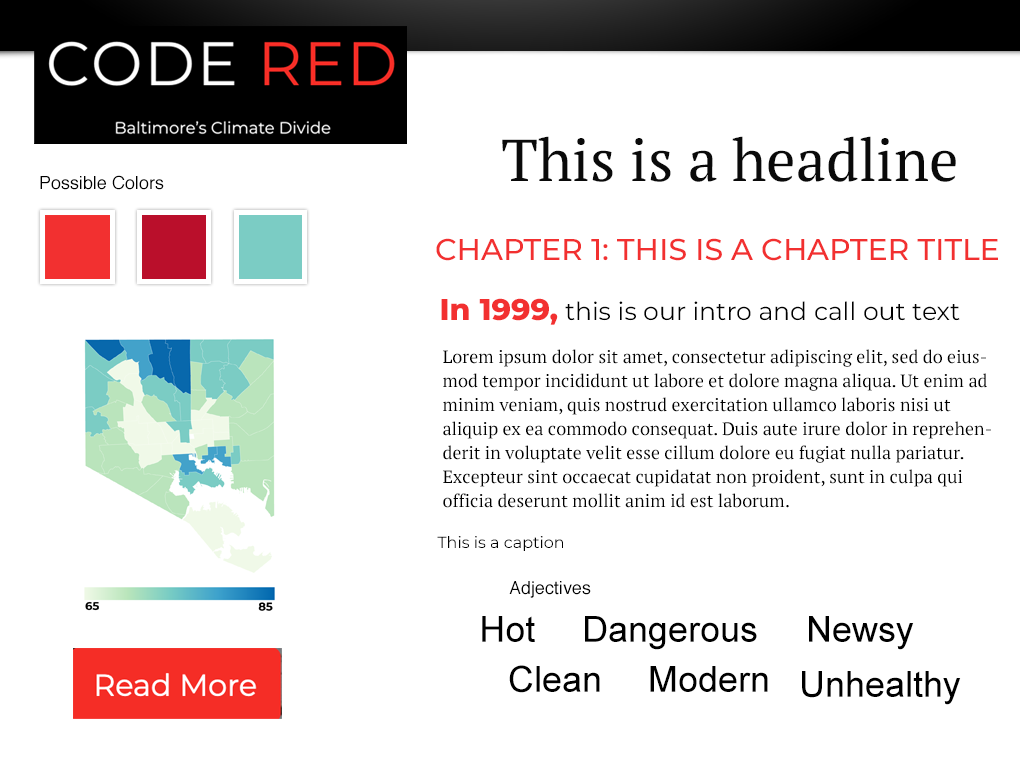 CODE RED
Baltimore's Climate Divide
Possible Colors
65
85
Read More
This is a headline
CHAPTER 1: THIS IS A CHAPTER TITLE
In 1999, this is our intro and call out text
Lorem ipsum dolor sit amet, consectetur adipiscing elit, sed do eius-
mod tempor incididunt ut labore et dolore magna aliqua. Ut enim ad
minim veniam, quis nostrud exercitation ullamco laboris nisi ut
aliquip ex ea commodo consequat. Duis aute irure dolor in reprehen-
derit in voluptate velit esse cillum dolore eu fugiat nulla pariatur.
Excepteur sint occaecat cupidatat non proident, sunt in culpa qui
officia deserunt mollit anim id est laborum.
This is a caption
Adjectives
Hot Dangerous Newsy
Clean Modern Unhealthy